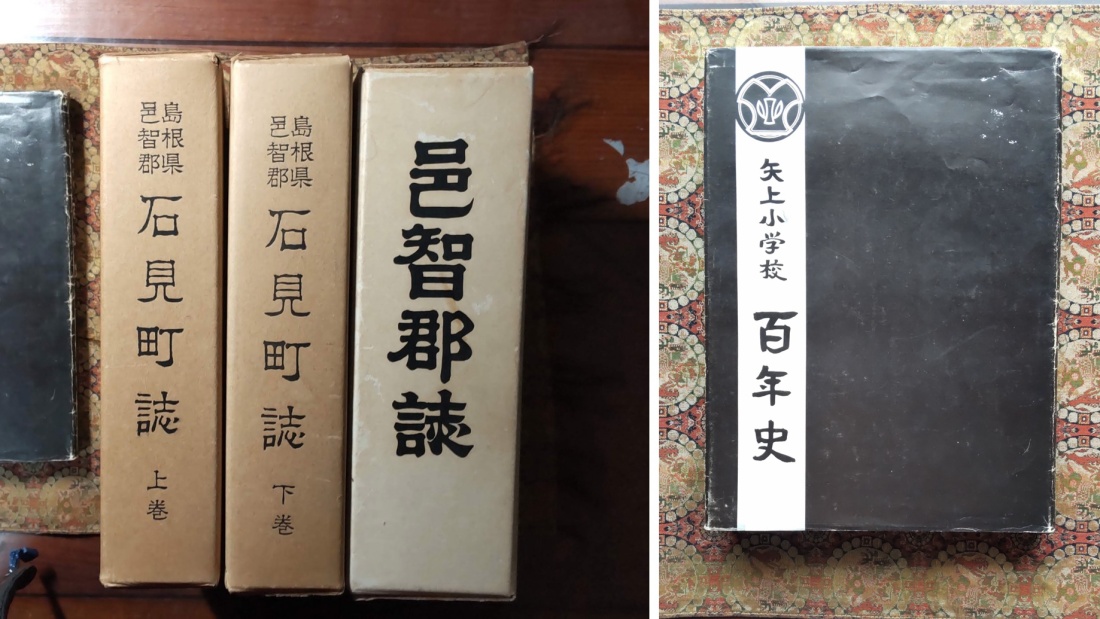 島根県
邑智郡
石見町誌
上巻
島根県
邑智郡
石見町誌
下巻
邑智郡誌
矢上小学校
百年史